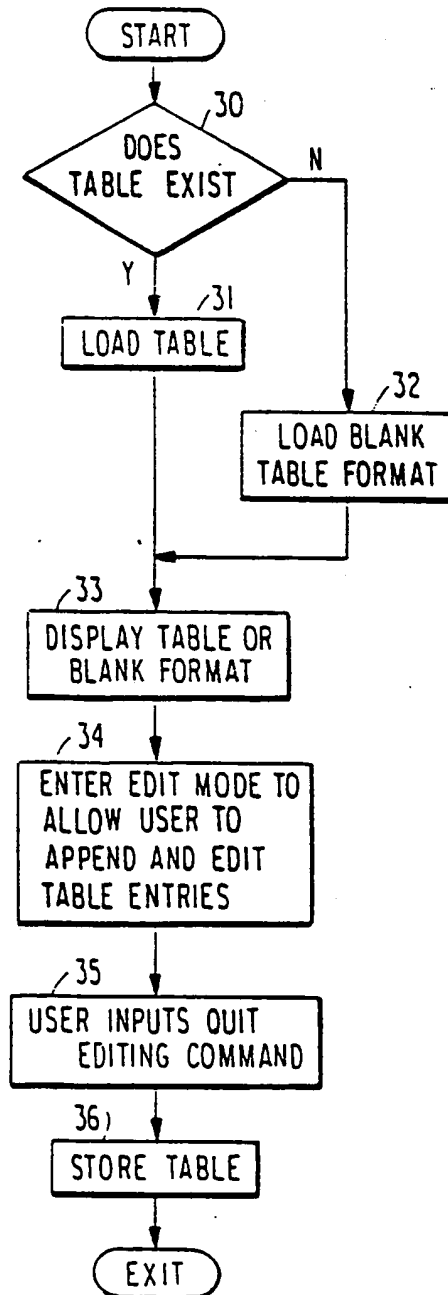 START
30
DOES
TABLE EXIST
N
Y
31
LOAD TABLE
32
LOAD BLANK
TABLE FORMAT
33
DISPLAY TABLE OR
BLANK FORMAT
34
ENTER EDIT MODE TO
ALLOW USER TO
APPEND AND EDIT
TABLE ENTRIES
35
USER INPUTS QUIT
EDITING COMMAND
36
STORE TABLE
EXIT